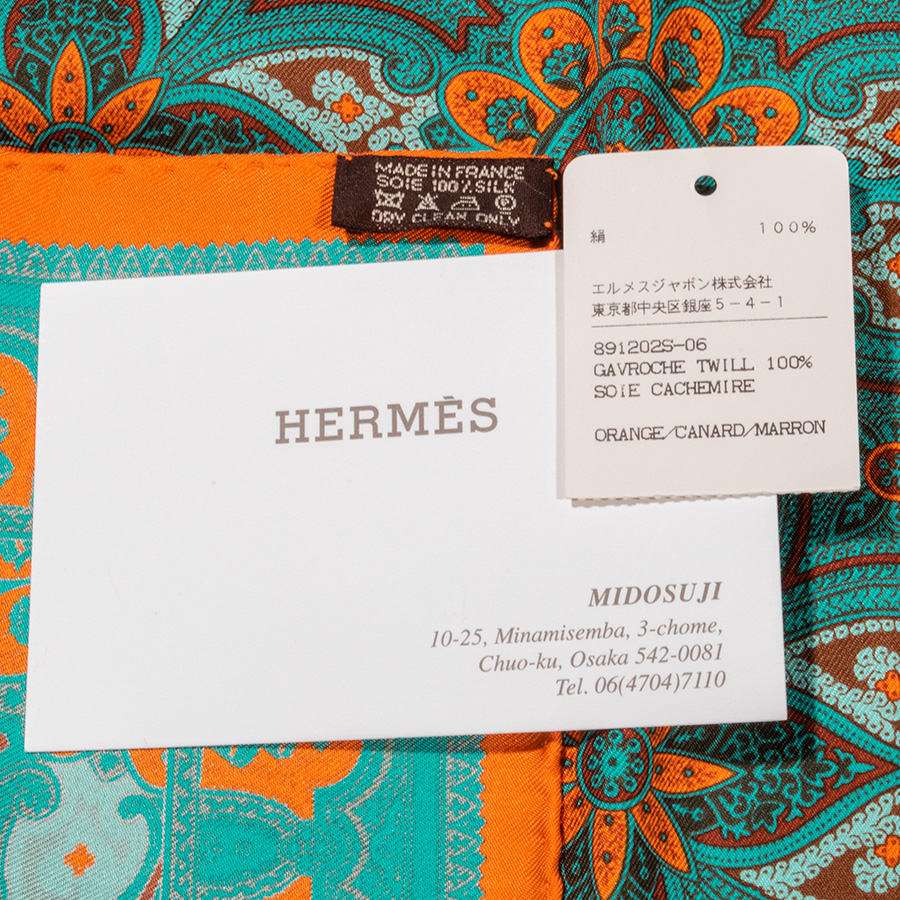 MADE IN FRANCE
SOIE 100% SILK
DRY CLEAN ONLY
絹 100%
エルメスジャポン株式会社
東京都中央区銀座5-4-1
891202S-06
GAVROCHE TWILL 100%
SOIE CACHEMIRE
ORANGE/CANARD/MARRON
HERMÈS
MIDOSUJI
10-25, Minamisemba, 3-chome,
Chuo-ku, Osaka 542-0081
Tel. 06(4704)7110